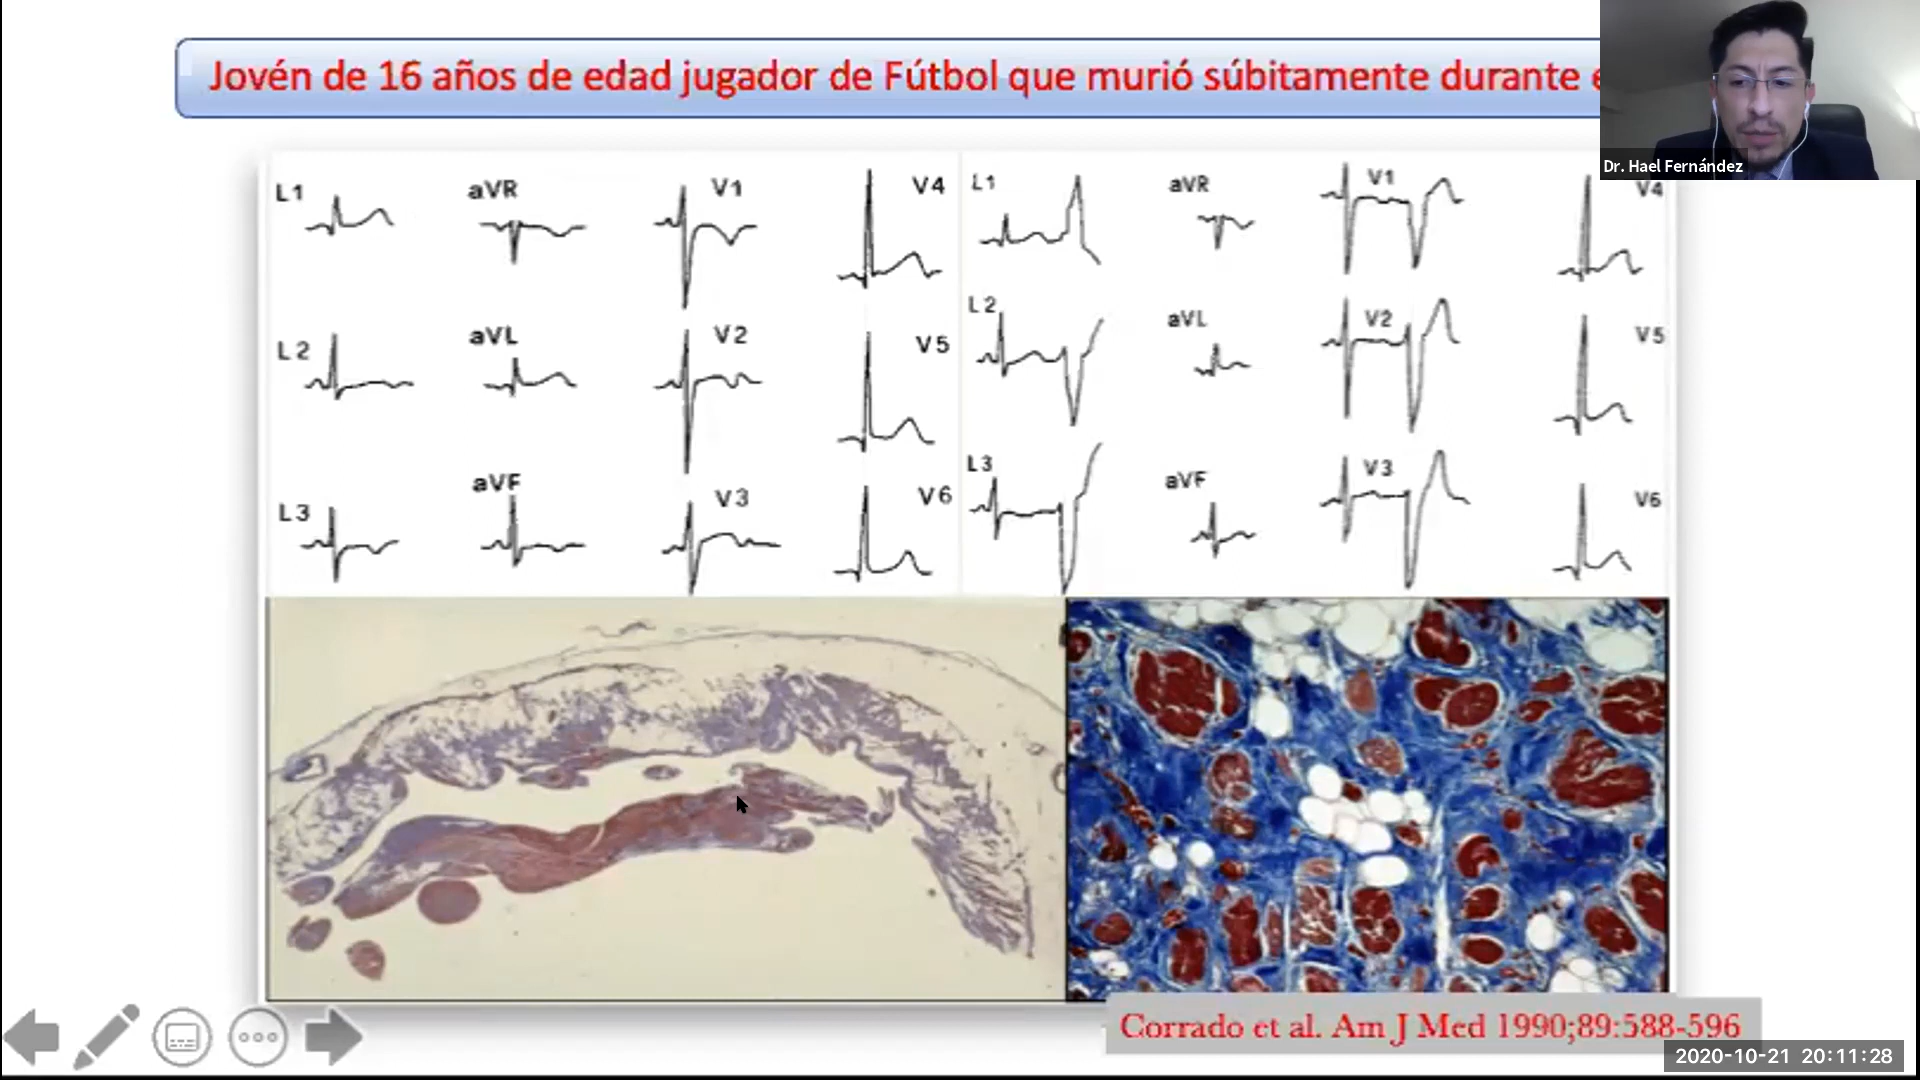 Jovén de 16 años de edad jugador de Fútbol que murió súbitamente durante
Dr. Hael Fernández
L1 aVR V1 V4 L1 aVR V1 V4
L2 aVL V2 V5 L2 aVL V2 V5
L3 aVF V3 V6 L3 aVF V3 V6
Corrado et al. Am J Med 1990;89:588-596
2020-10-21 20:11:28